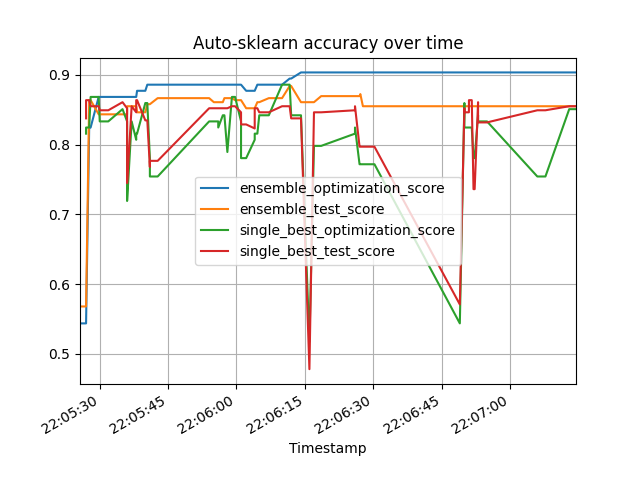 Auto-sklearn accuracy over time
0.9
0.8
0.7
0.6
0.5
ensemble_optimization_score
ensemble_test_score
single_best_optimization_score
single_best_test_score
22:05:30
22:05:45
22:06:00
22:06:15
22:06:30
22:06:45
22:07:00
Timestamp